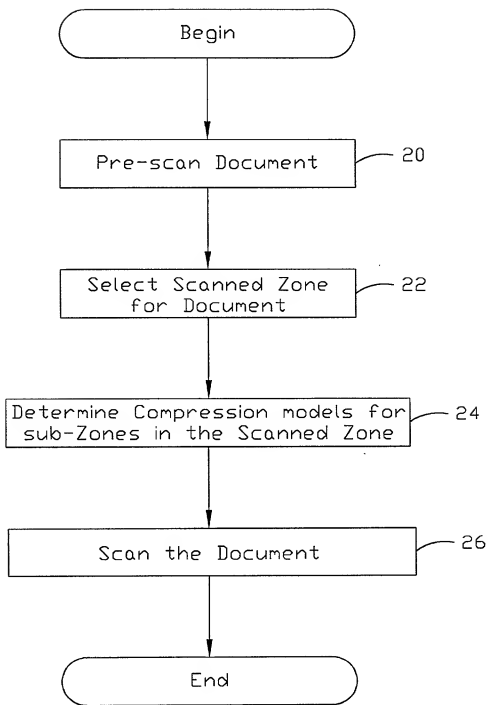 Begin
Pre-scan Document
20
Select Scanned Zone
for Document
22
Determine Compression models for
sub-Zones in the Scanned Zone
24
Scan the Document
26
End